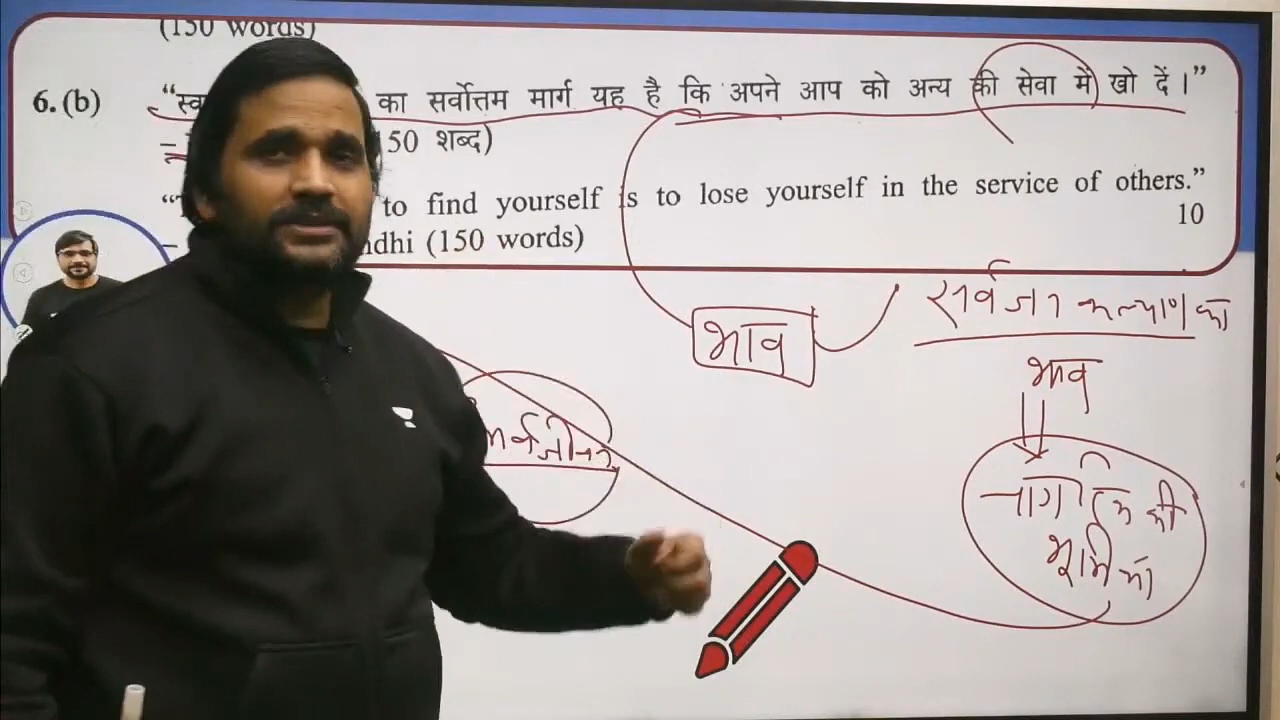 (150 words)
6. (b) “स्व का सर्वोत्तम मार्ग यह है कि अपने आप को अन्य की सेवा में खो दें।”
– 150 शब्द)
“T to find yourself is to lose yourself in the service of others.”
– ndhi (150 words) 10
सर्वजन कल्याण का
भाव
भाव
नागरिक की
भूमिका